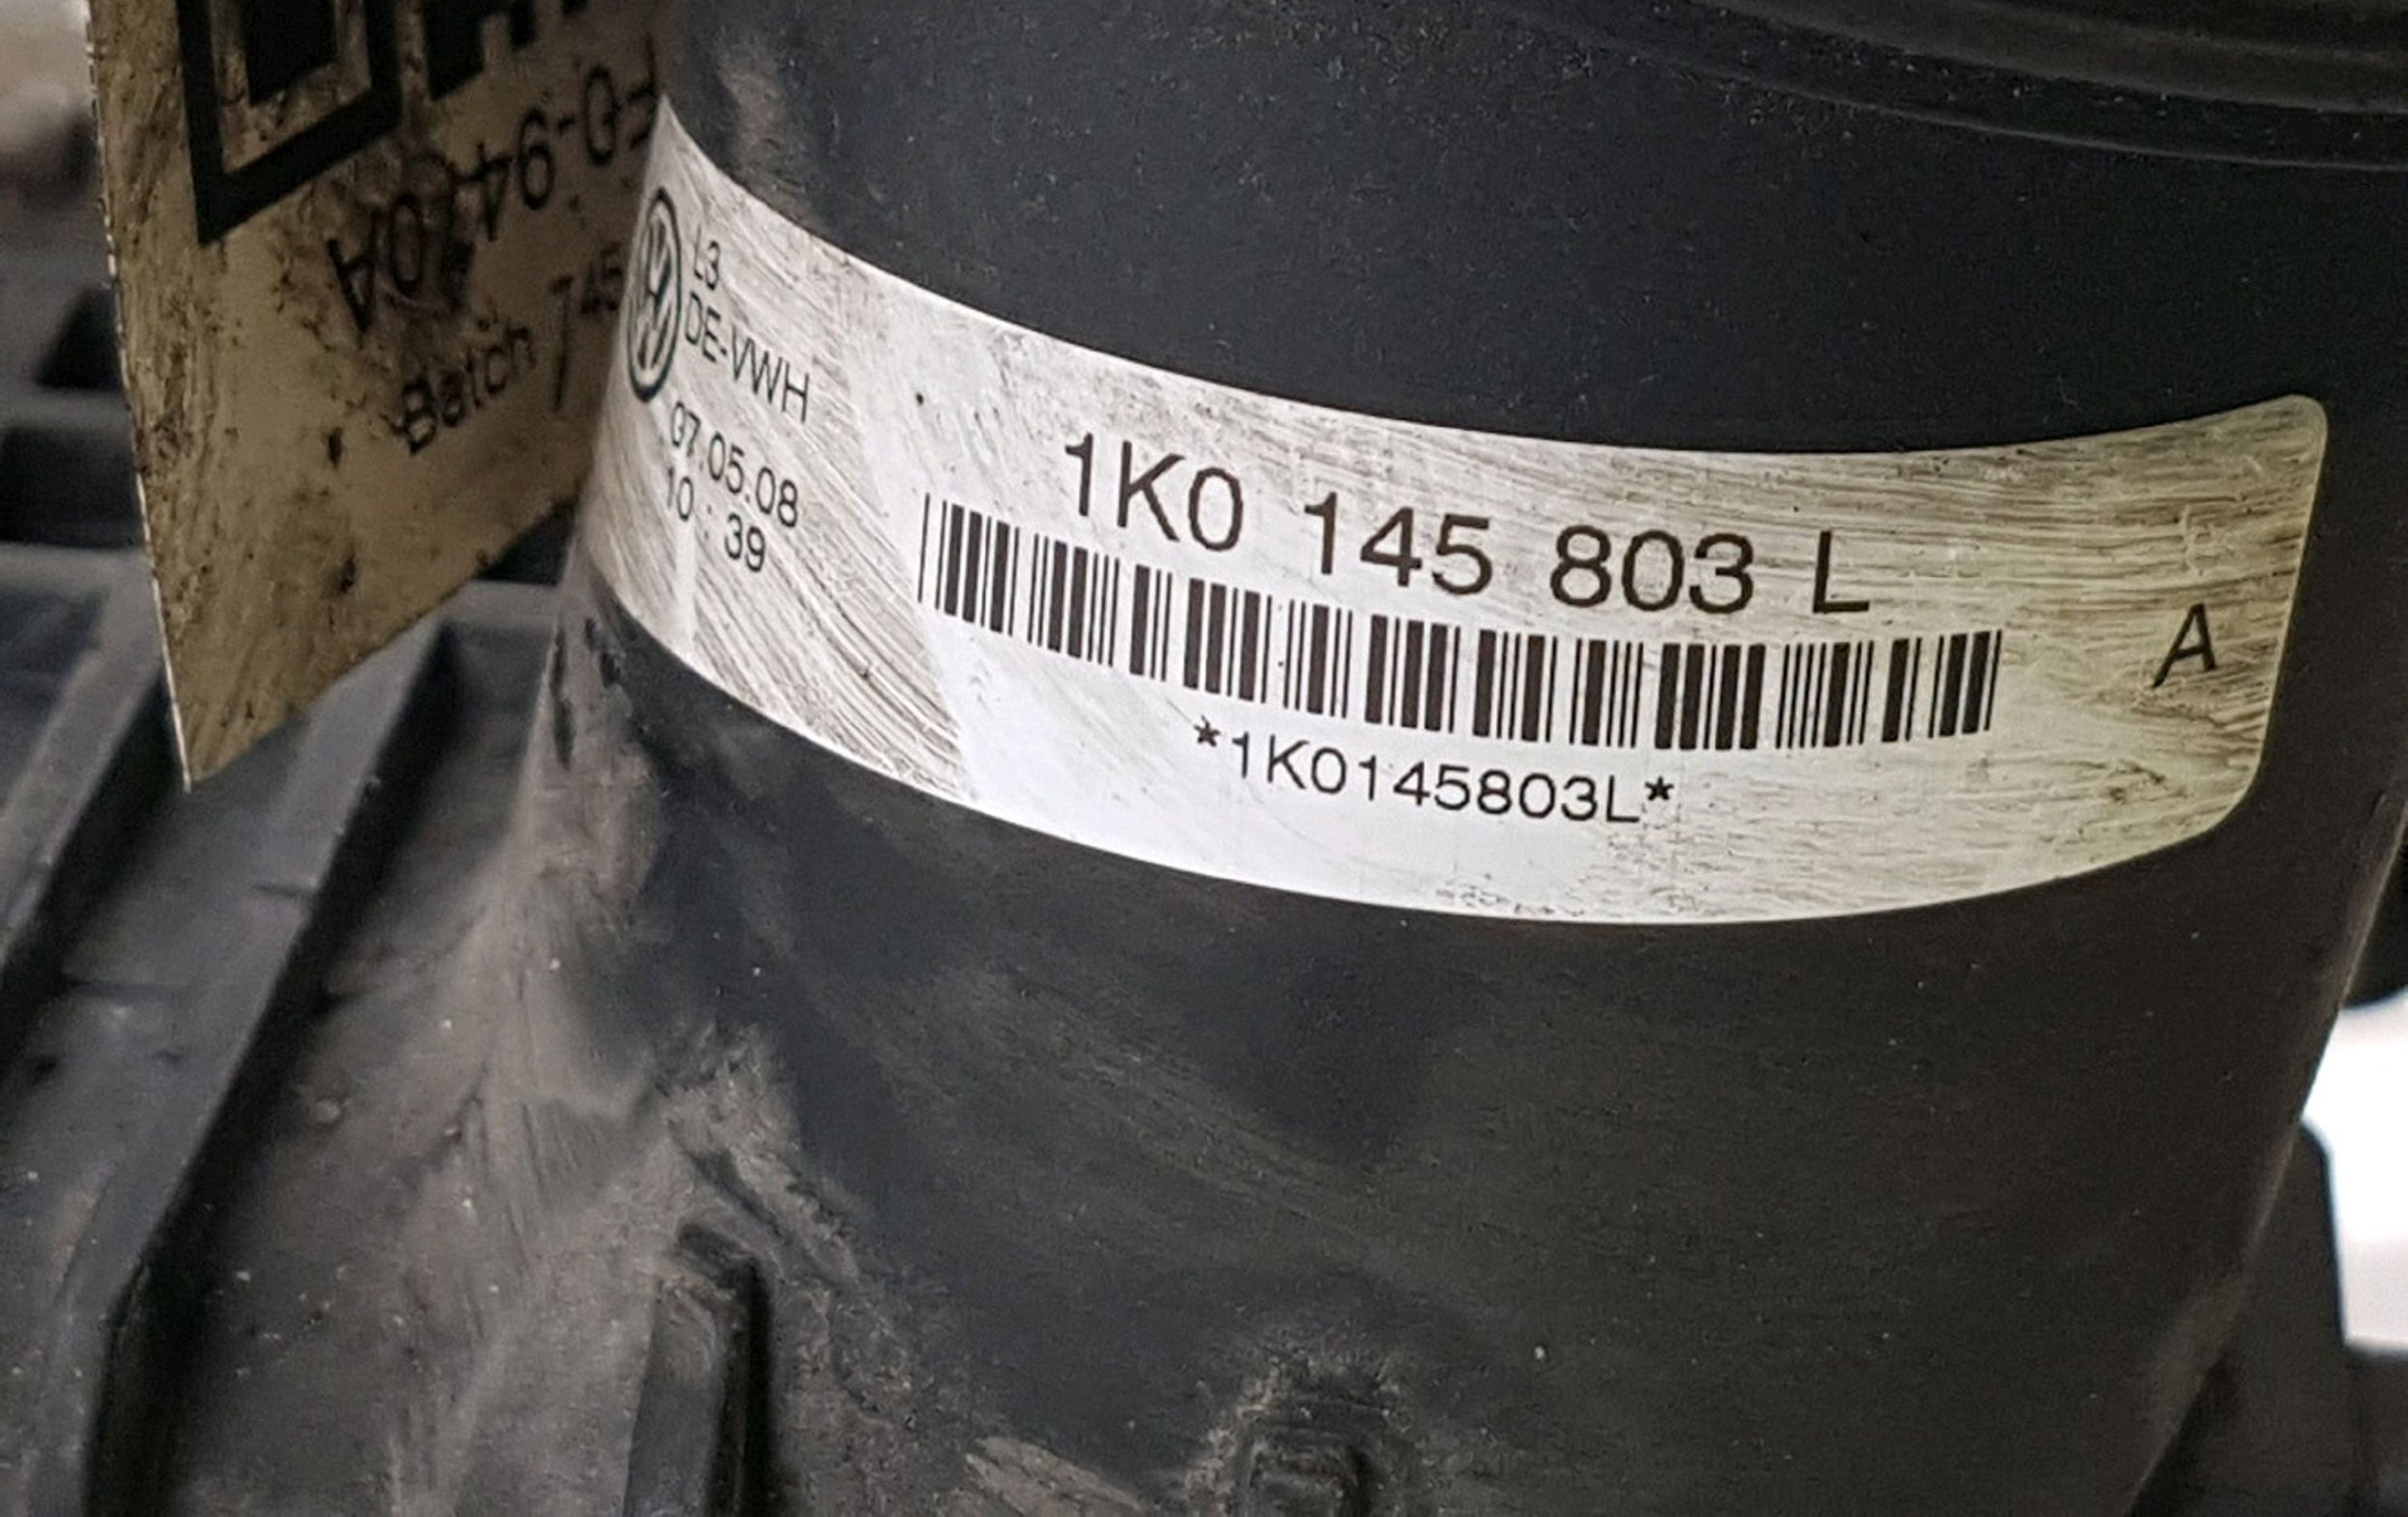 L3
DE-VWH
07.05.08
10 : 39
1K0 145 803 L
*1K0145803L*
A
Batch